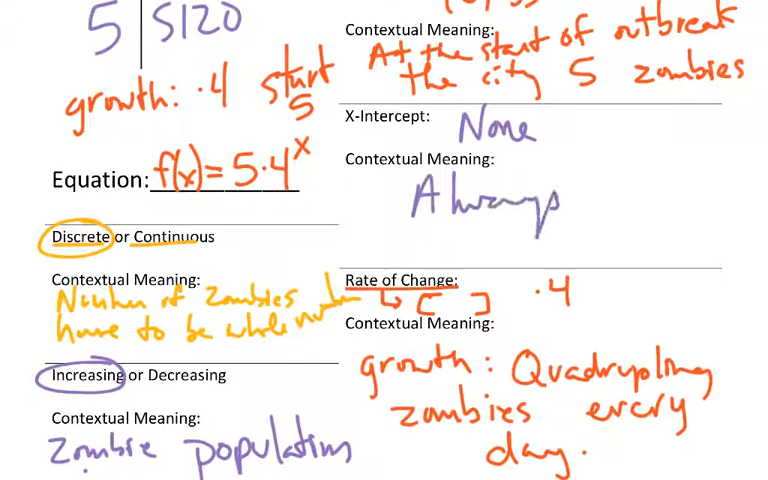 5 | 5120
growth: ·4 start
5
Equation: f(x) = 5·4^x
Discrete or Continuous
Contextual Meaning:
Number of zombies
have to be whole number
Increasing or Decreasing
Contextual Meaning:
Zombie population
Contextual Meaning:
At the start of outbreak
the city 5 zombies
X-Intercept: None
Contextual Meaning:
Always
Rate of Change: ·4
↳ [ ]
Contextual Meaning:
growth: Quadrupling
zombies every
day.